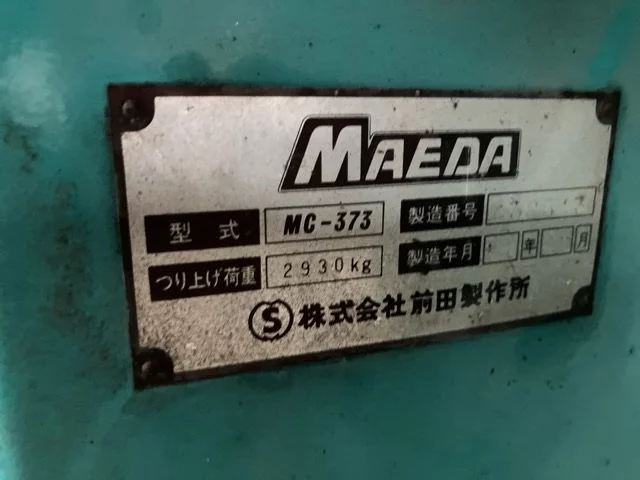 MAEDA
型式 MC-373 製造番号
つり上げ荷重 2930kg 製造年月 年 月
Ⓢ株式会社前田製作所